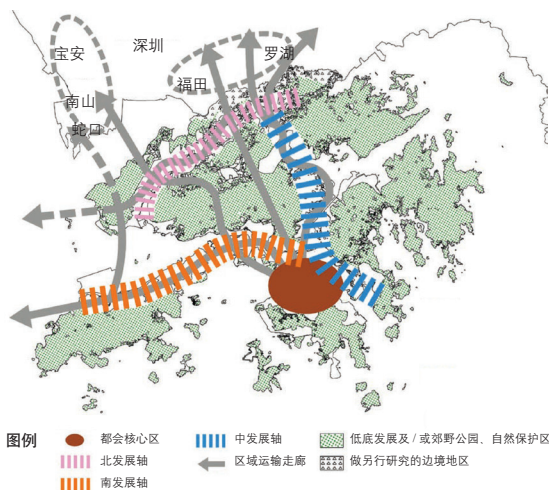 宝安
深圳
罗湖
福田
南山
蛇口
图例
都会核心区
中发展轴
低底发展及/或郊野公园、自然保护区
北发展轴
区域运输走廊
做另行研究的边境地区
南发展轴